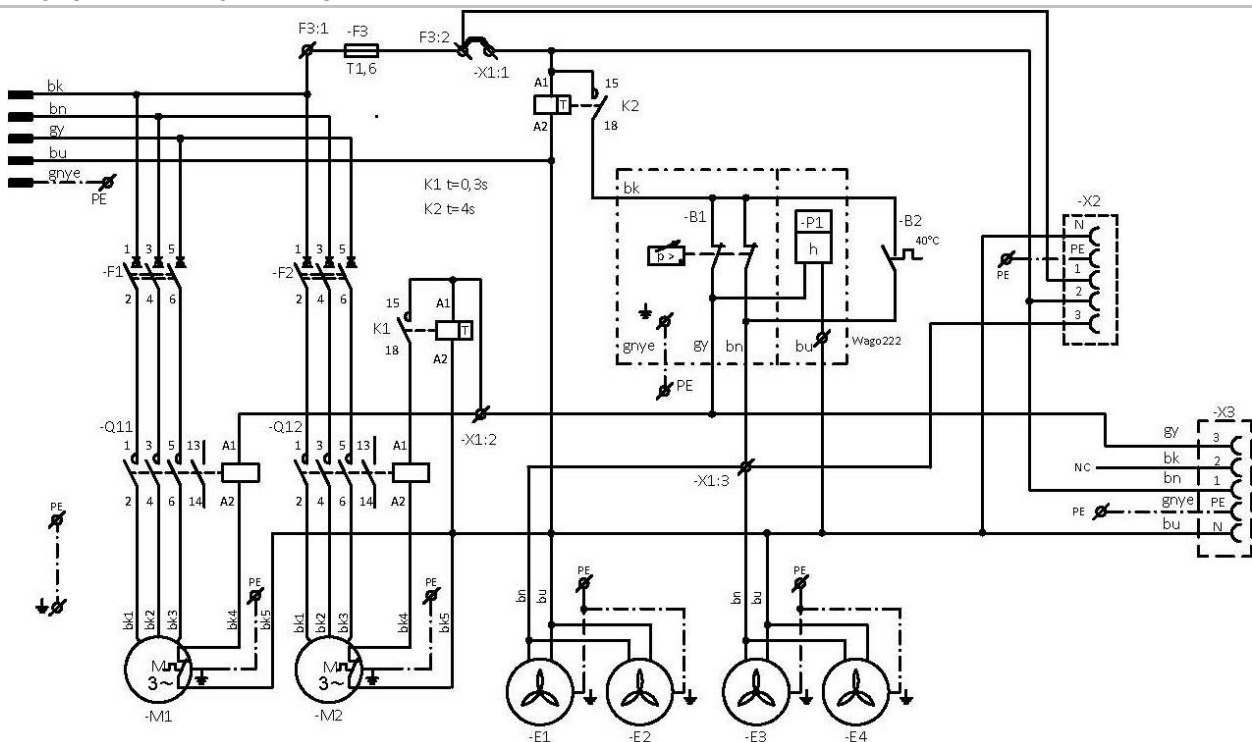 F3:1 -F3 F3:2
T1,6 -X1:1
bk
bn
gy
bu
gnye
PE
A1 T A2
15 K2 18
K1 t=0,3s
K2 t=4s
bk
-B1 -P1 -B2
p > h 40°C
gnye gy bn bu Wago222
PE
-X2
N
PE
1
2
3
PE
1 3 5
-F1
2 4 6
1 3 5
-F2
2 4 6
15 A1
K1 T
18 A2
-X1:2
-Q11
1 3 5 13 A1
2 4 6 14 A2
-Q12
1 3 5 13 A1
2 4 6 14 A2
-X1:3
-X3
gy 3
NC bk 2
bn 1
PE gnye PE
bu N
PE
bk1 bk2 bk3 bk4 bk5 PE
M
3~
-M1
bk1 bk2 bk3 bk4 bk5 PE
M
3~
-M2
bn bu PE
-E1 -E2
bn bu PE
-E3 -E4